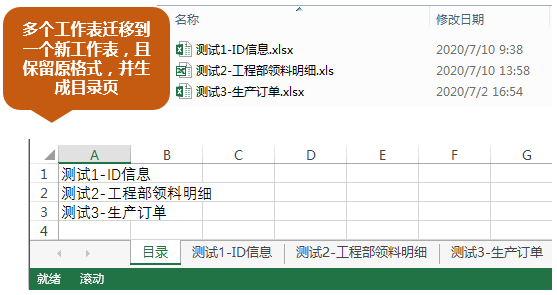 多个工作表迁移到
一个新工作表，且
保留原格式，并生
成目录页
名称 修改日期
测试1-ID信息.xlsx 2020/7/10 9:38
测试2-工程部领料明细.xls 2020/7/10 13:58
测试3-生产订单.xlsx 2020/7/2 16:54
A B C D E F G
1 测试1-ID信息
2 测试2-工程部领料明细
3 测试3-生产订单
4
目录 测试1-ID信息 测试2-工程部领料明细 测试3-生产订单
就绪 滚动